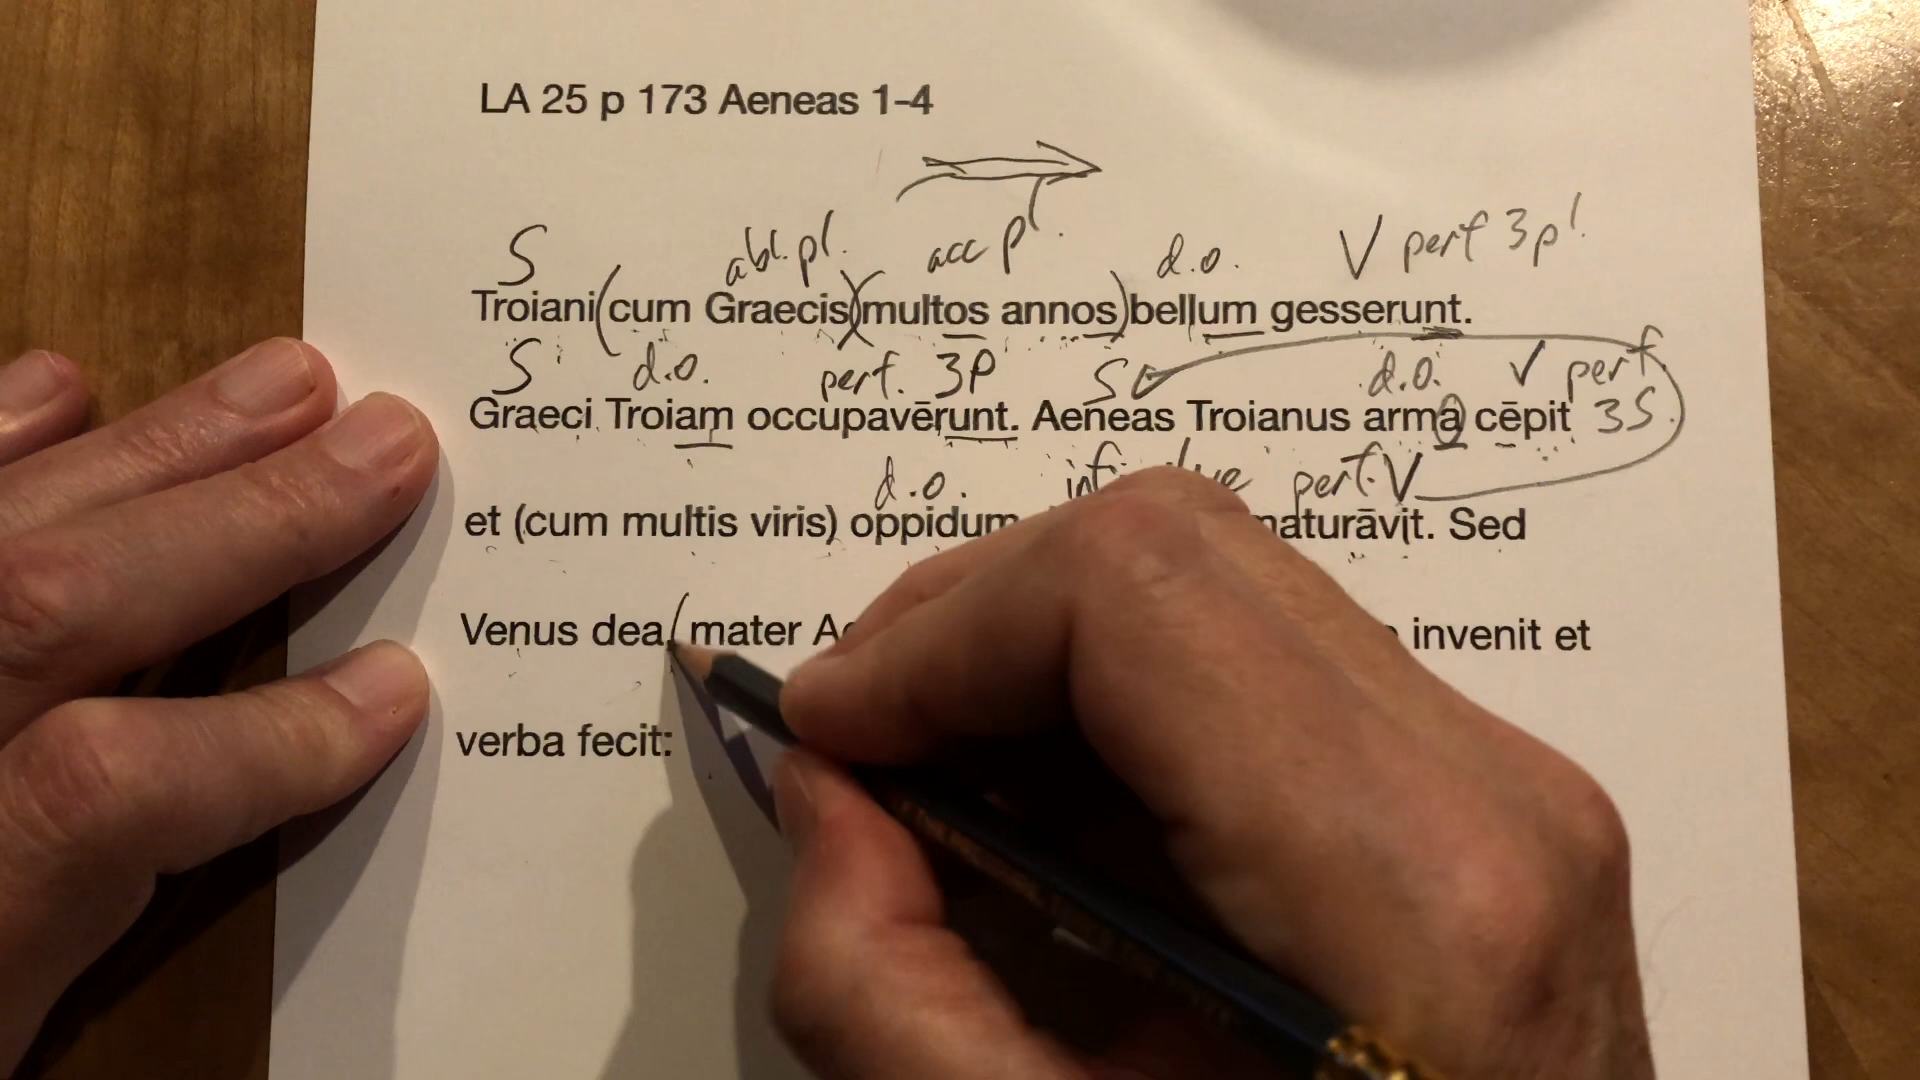 LA 25 p 173 Aeneas 1-4
S abl. pl. acc pl. d.o. V perf 3pl.
Troiani (cum Graecis) (multos annos) bellum gesserunt.
S d.o. perf. 3P S d.o. V perf
Graeci Troiam occupavērunt. Aeneas Troianus arma cēpit 3S.
d.o. perf. V
et (cum multis viris) oppidum maturāvit. Sed
Venus dea, (mater invenit et
verba fecit: